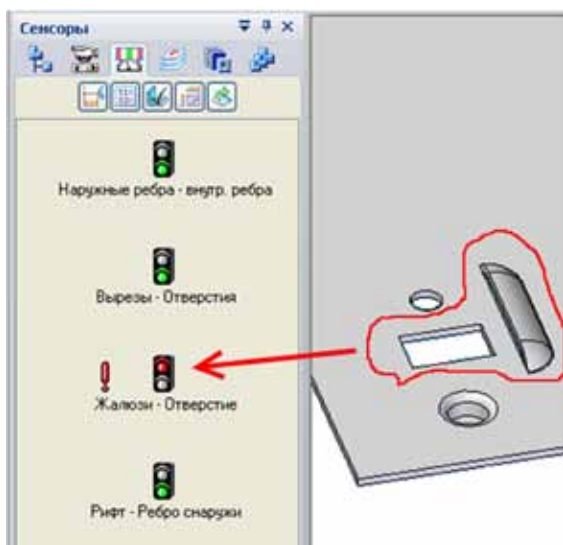 Сенсоры
Наружные ребра - внутр. ребра
Вырезы - Отверстия
Жалюзи - Отверстие
Рифт - Ребро снаружи